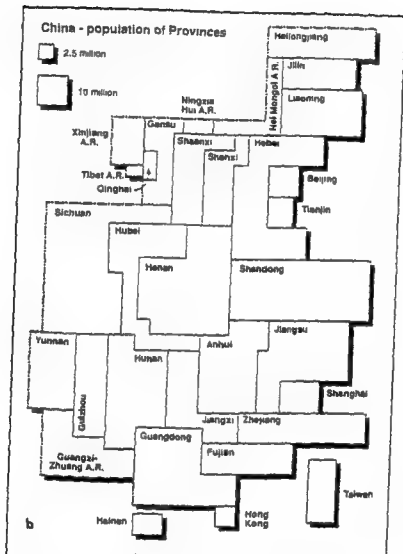 China - population of Provinces
2.5 million
10 million
Heilongjiang
Jilin
Nei Mongol A.R.
Liaoning
Ningxia
Hui A.R.
Gansu
Xinjiang
A.R.
Shaanxi
Hebei
Shanxi
Tibet A.R.
Qinghai
Beijing
Tianjin
Sichuan
Hubei
Henan
Shandong
Jiangsu
Yunnan
Anhui
Hunan
Guizhou
Shanghai
Jiangxi
Zhejiang
Guangdong
Guangxi-
Zhuang A.R.
Fujian
Taiwan
b
Hainan
Hong
Kong